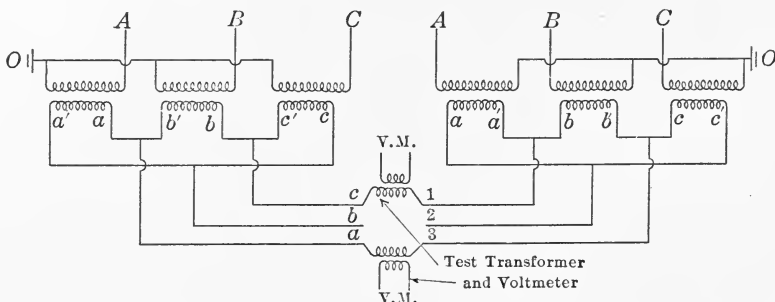 A B C A B C
O O
a' a b' b c' c a a' b b' c c'
V.M.
c 1
b 2
a 3
Test Transformer
and Voltmeter
V.M.